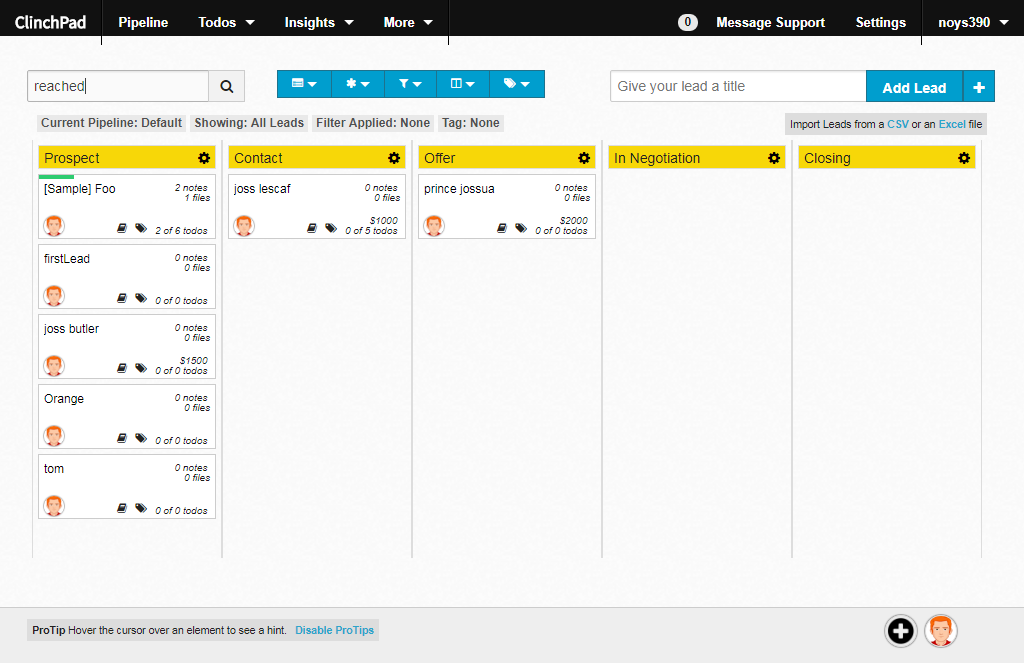 ClinchPad Pipeline Todos Insights More 0 Message Support Settings noys390
reached Give your lead a title Add Lead +
Current Pipeline: Default Showing: All Leads Filter Applied: None Tag: None Import Leads from a CSV or an Excel file
Prospect Contact Offer In Negotiation Closing
[Sample] Foo
2 notes
1 files
2 of 6 todos
firstLead
0 notes
0 files
0 of 0 todos
joss butler
0 notes
0 files
$1500
0 of 0 todos
Orange
0 notes
0 files
0 of 0 todos
tom
0 notes
0 files
0 of 0 todos
joss lescaf
0 notes
0 files
$1000
0 of 5 todos
prince jossua
0 notes
0 files
$2000
0 of 0 todos
ProTip Hover the cursor over an element to see a hint. Disable ProTips